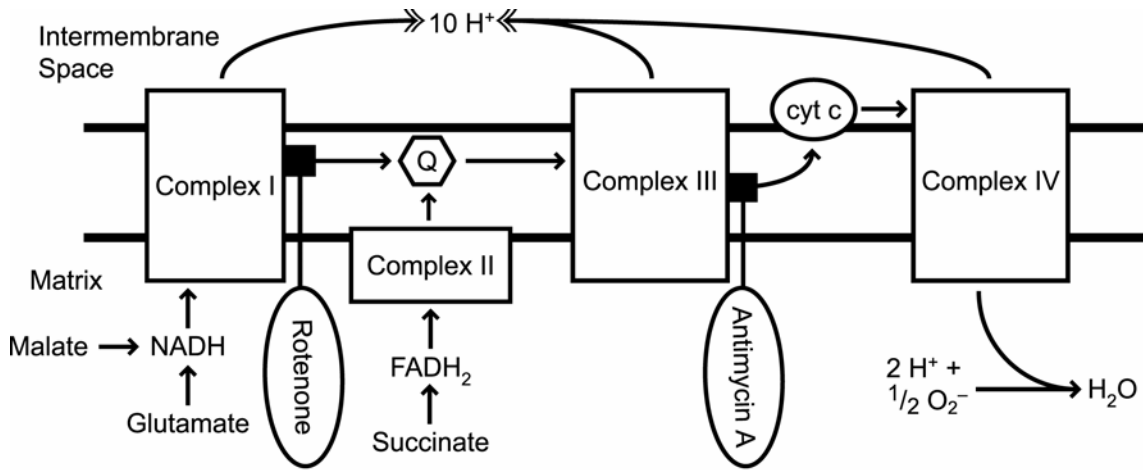 Intermembrane
Space
10 H⁺
cyt c
Complex I
Q
Complex III
Complex IV
Complex II
Matrix
Rotenone
Antimycin A
Malate
NADH
FADH₂
2 H⁺ +
½ O₂⁻
H₂O
Glutamate
Succinate